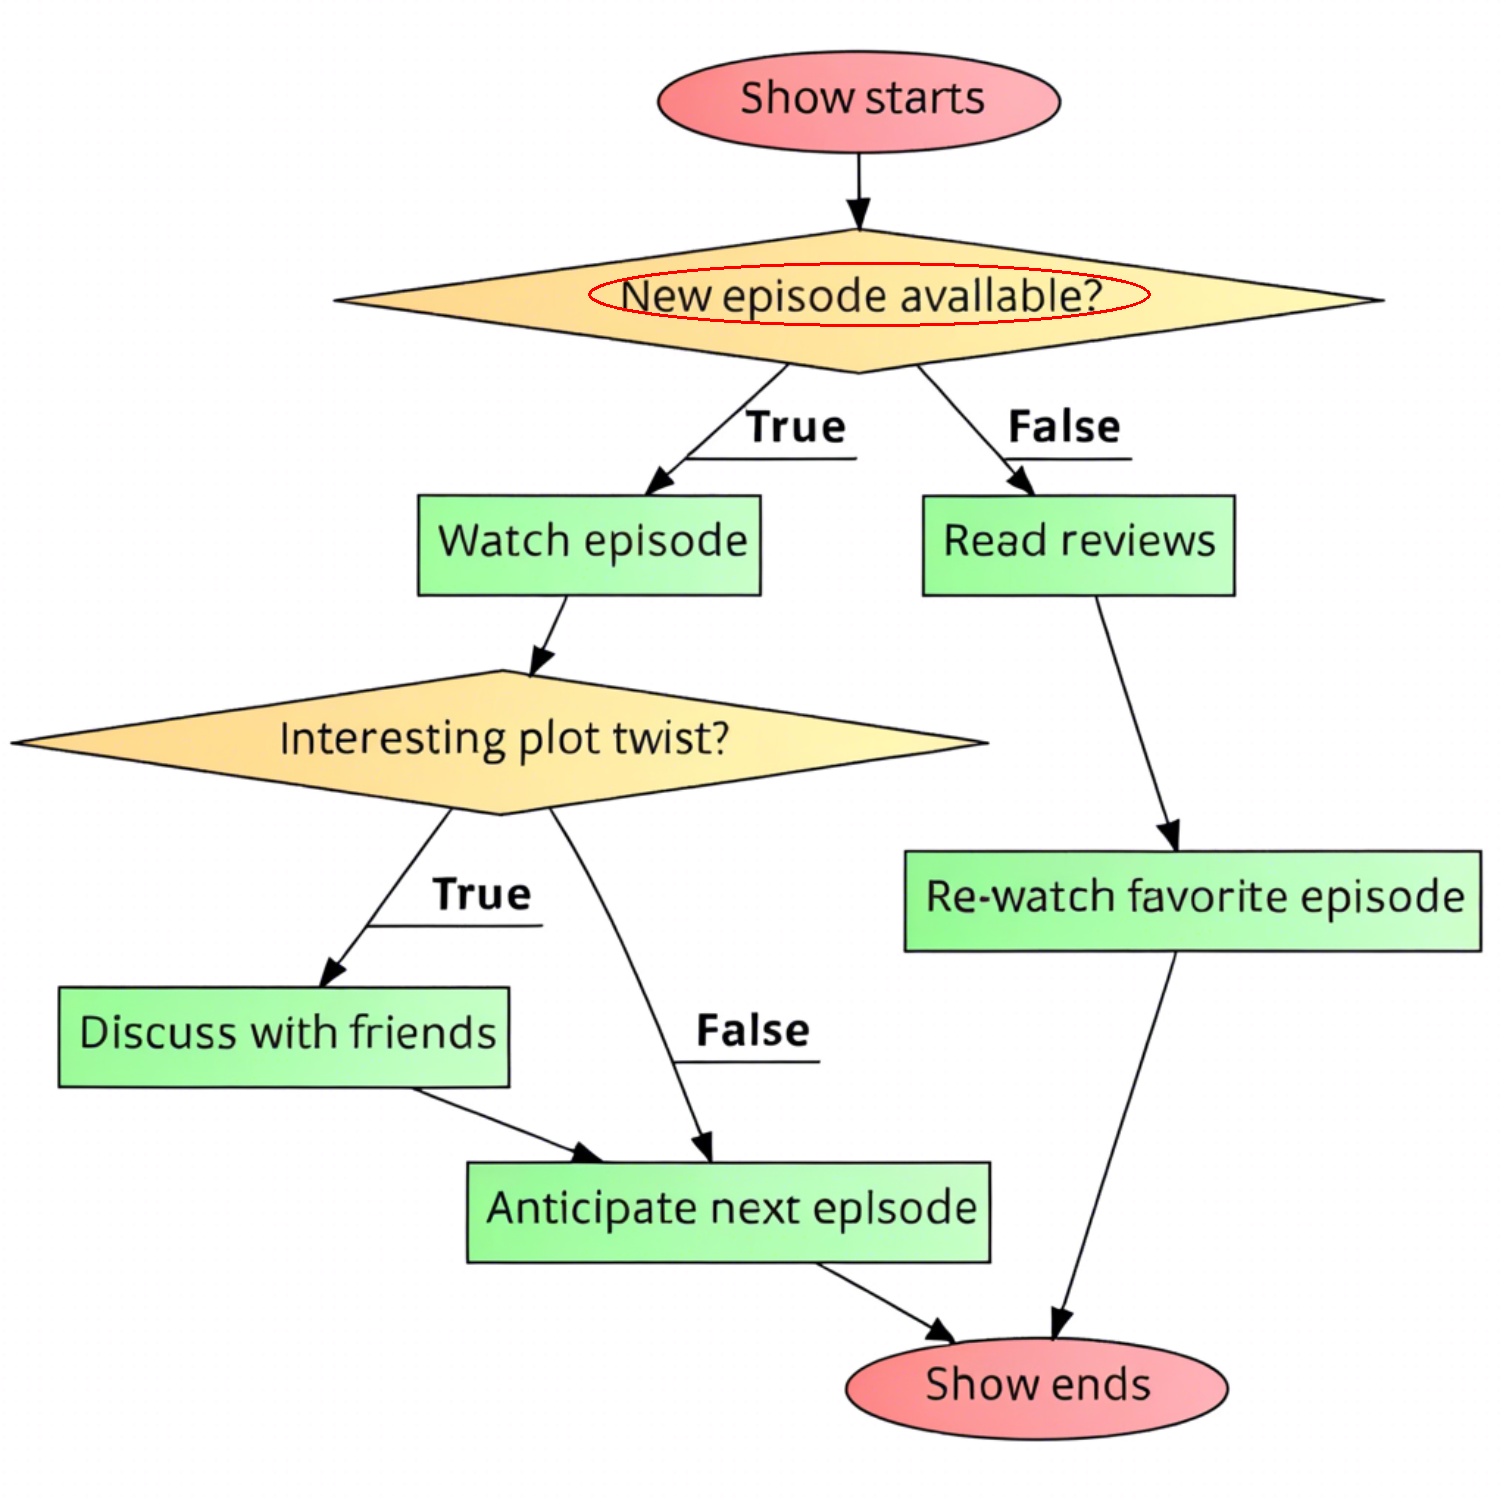 Show starts
New episode avallable?
True
False
Watch episode
Read reviews
Interesting plot twist?
True
Re-watch favorite episode
Discuss with friends
False
Anticipate next eplsode
Show ends